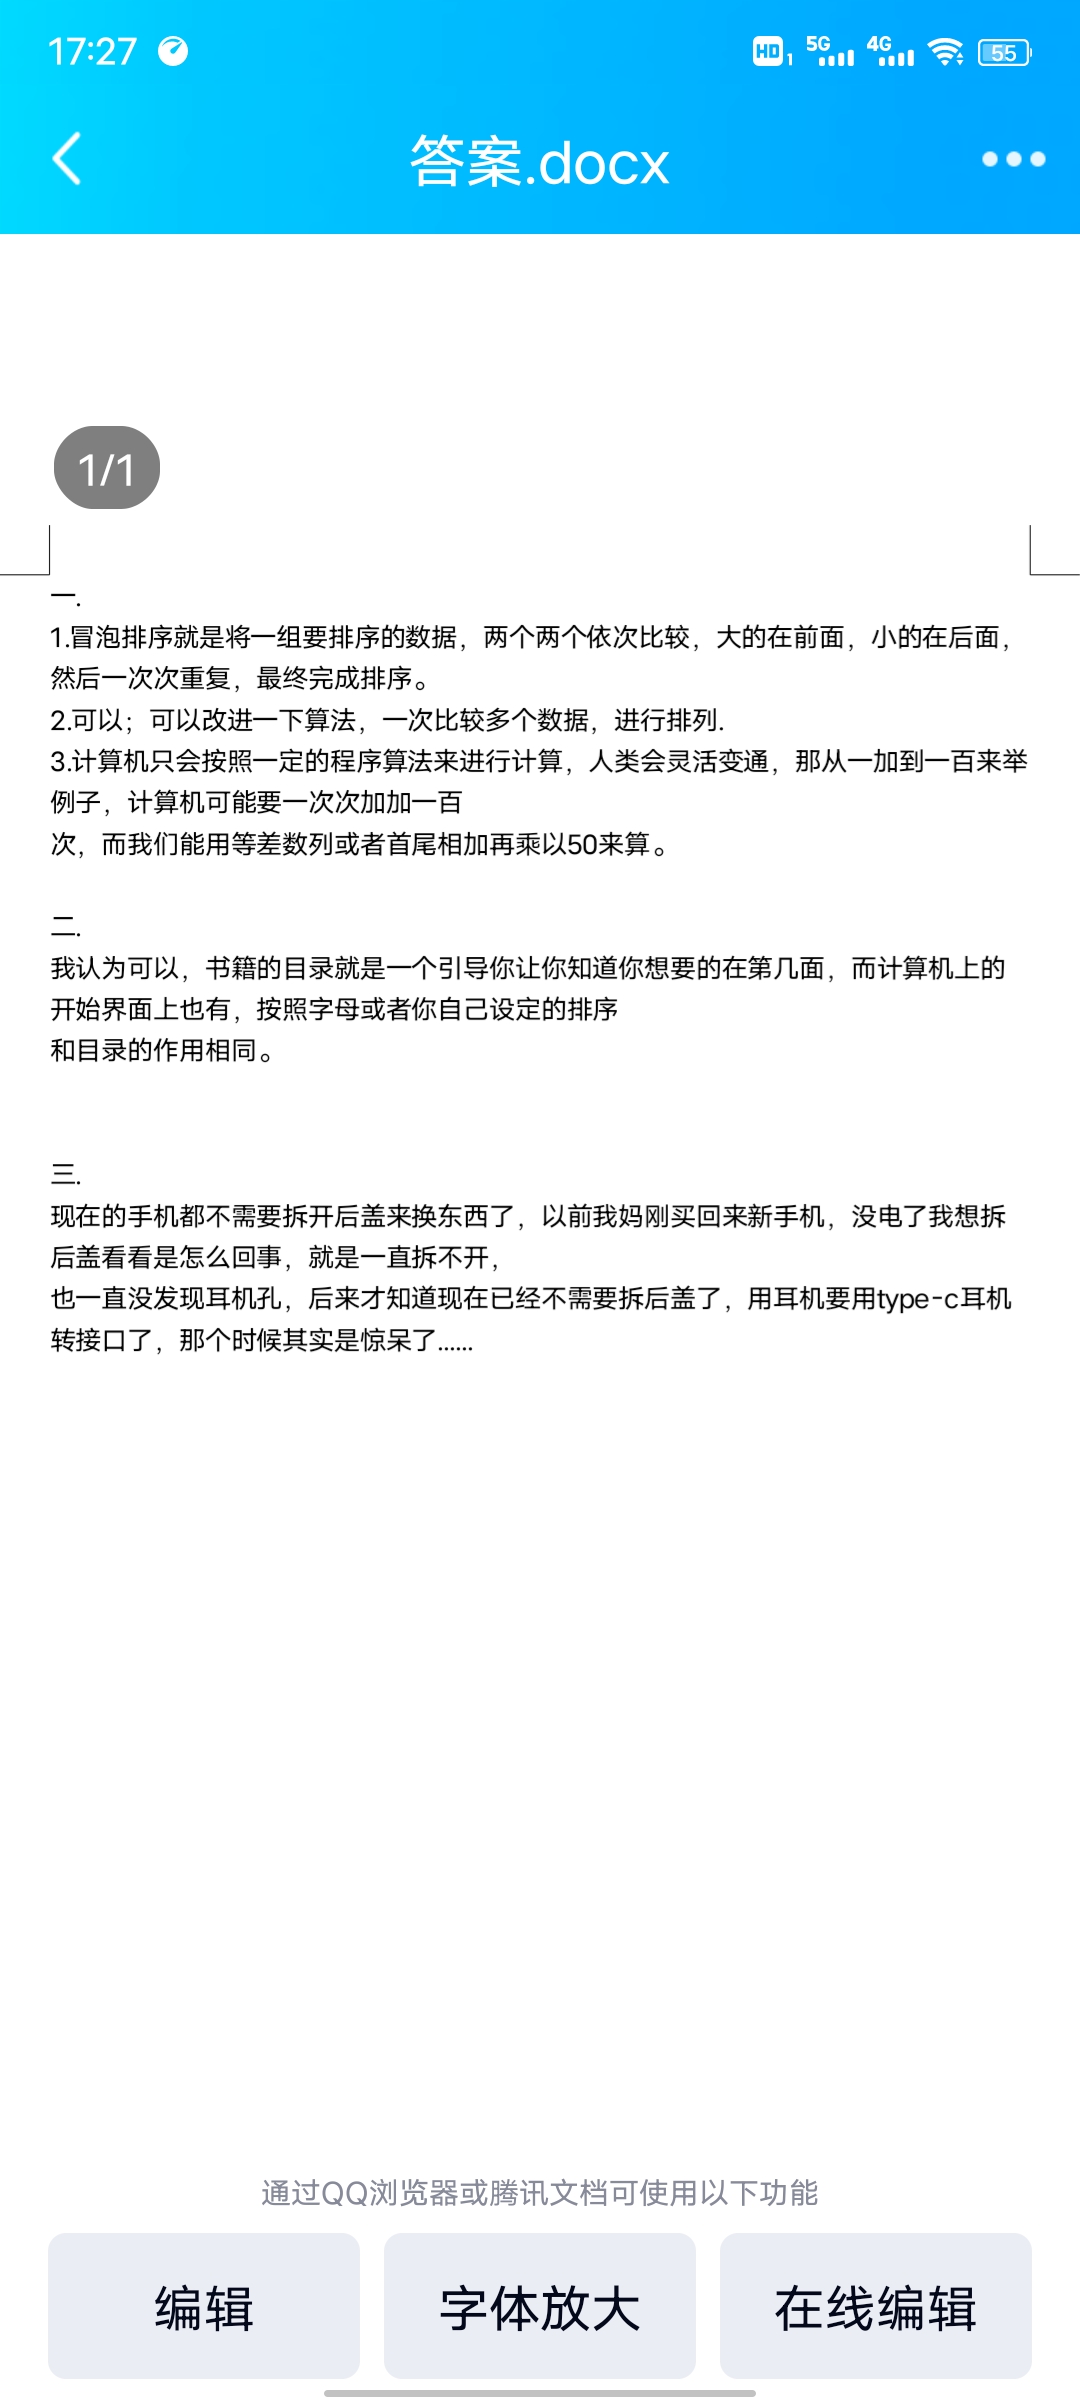 17:27 HD 1 5G 4G 55
答案.docx
1/1
一.
1.冒泡排序就是将一组要排序的数据，两个两个依次比较，大的在前面，小的在后面，
然后一次次重复，最终完成排序。
2.可以；可以改进一下算法，一次比较多个数据，进行排列.
3.计算机只会按照一定的程序算法来进行计算，人类会灵活变通，那从一加到一百来举
例子，计算机可能要一次次加加一百
次，而我们能用等差数列或者首尾相加再乘以50来算。
二.
我认为可以，书籍的目录就是一个引导你让你知道你想要的在第几面，而计算机上的
开始界面上也有，按照字母或者你自己设定的排序
和目录的作用相同。
三.
现在的手机都不需要拆开后盖来换东西了，以前我妈刚买回来新手机，没电了我想拆
后盖看看是怎么回事，就是一直拆不开，
也一直没发现耳机孔，后来才知道现在已经不需要拆后盖了，用耳机要用type-c耳机
转接口了，那个时候其实是惊呆了......
通过QQ浏览器或腾讯文档可使用以下功能
编辑 字体放大 在线编辑